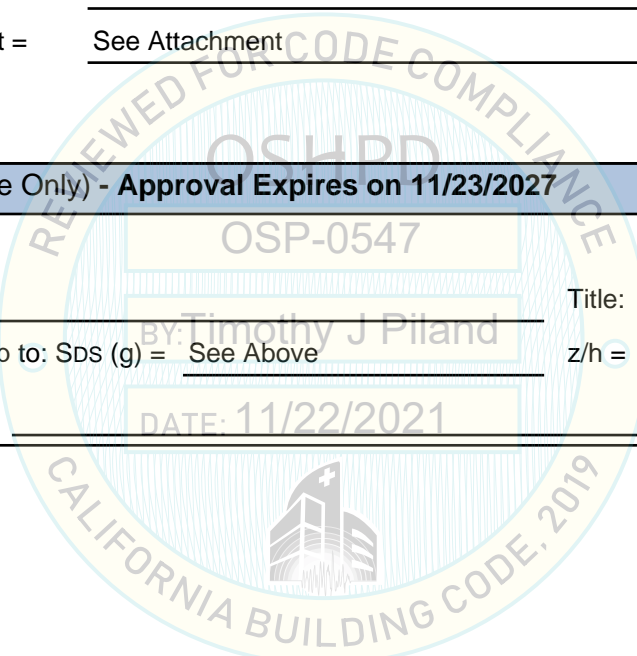 t = See Attachment
REVIEWED FOR CODE COMPLIANCE
OSHPD
e Only) - Approval Expires on 11/23/2027
OSP-0547
Title:
BY: Timothy J Piland
o to: SDS (g) = See Above z/h =
DATE: 11/22/2021
CALIFORNIA BUILDING CODE, 2019